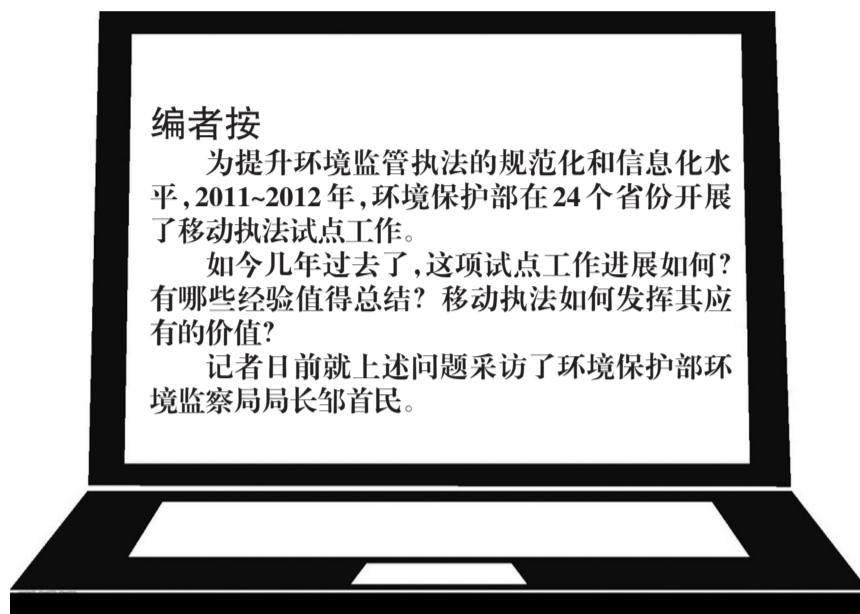 编者按
为提升环境监管执法的规范化和信息化水
平,2011~2012年,环境保护部在24个省份开展
了移动执法试点工作。
如今几年过去了,这项试点工作进展如何?
有哪些经验值得总结?移动执法如何发挥其应
有的价值?
记者日前就上述问题采访了环境保护部环
境监察局局长邹首民。